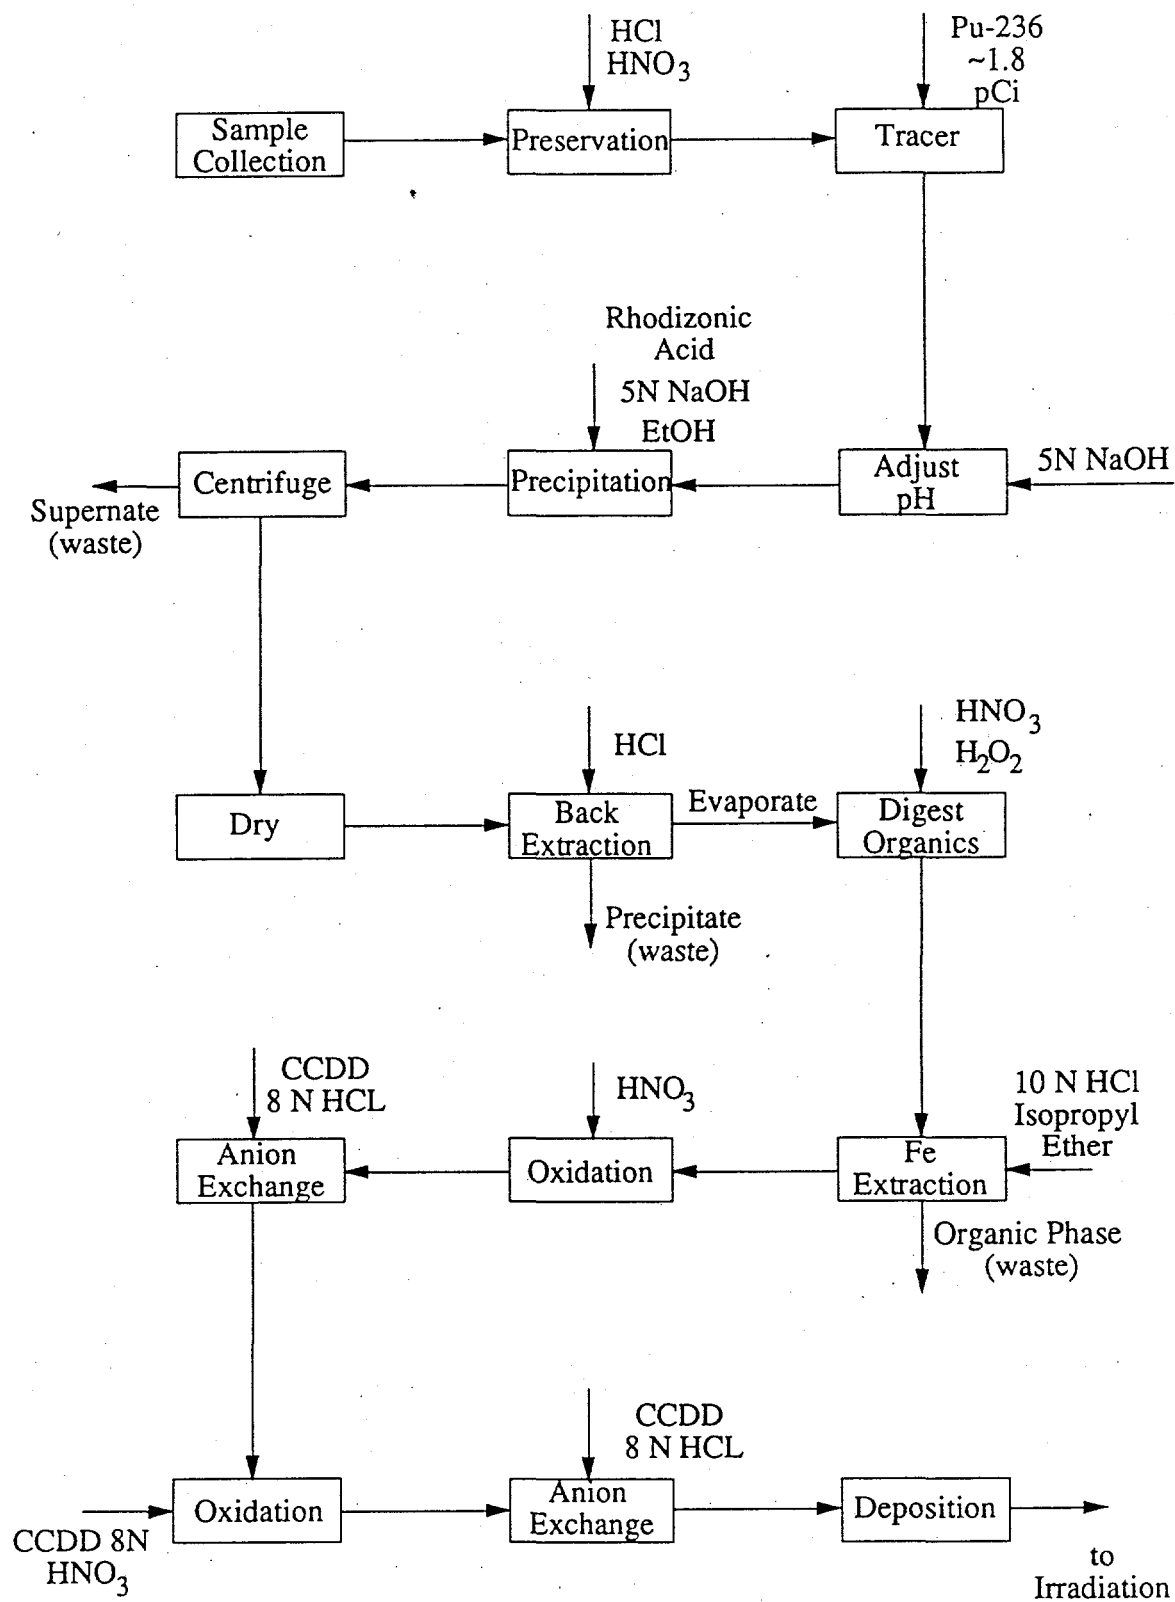 HCl
HNO3
Pu-236
~1.8
pCi
Sample
Collection
Preservation
Tracer
Rhodizonic
Acid
5N NaOH
EtOH
Centrifuge
Precipitation
Adjust
pH
5N NaOH
Supernate
(waste)
HCl
HNO3
H2O2
Dry
Back
Extraction
Evaporate
Digest
Organics
Precipitate
(waste)
CCDD
8 N HCL
HNO3
10 N HCl
Isopropyl
Ether
Anion
Exchange
Oxidation
Fe
Extraction
Organic Phase
(waste)
CCDD
8 N HCL
Oxidation
Anion
Exchange
Deposition
CCDD 8N
HNO3
to
Irradiation